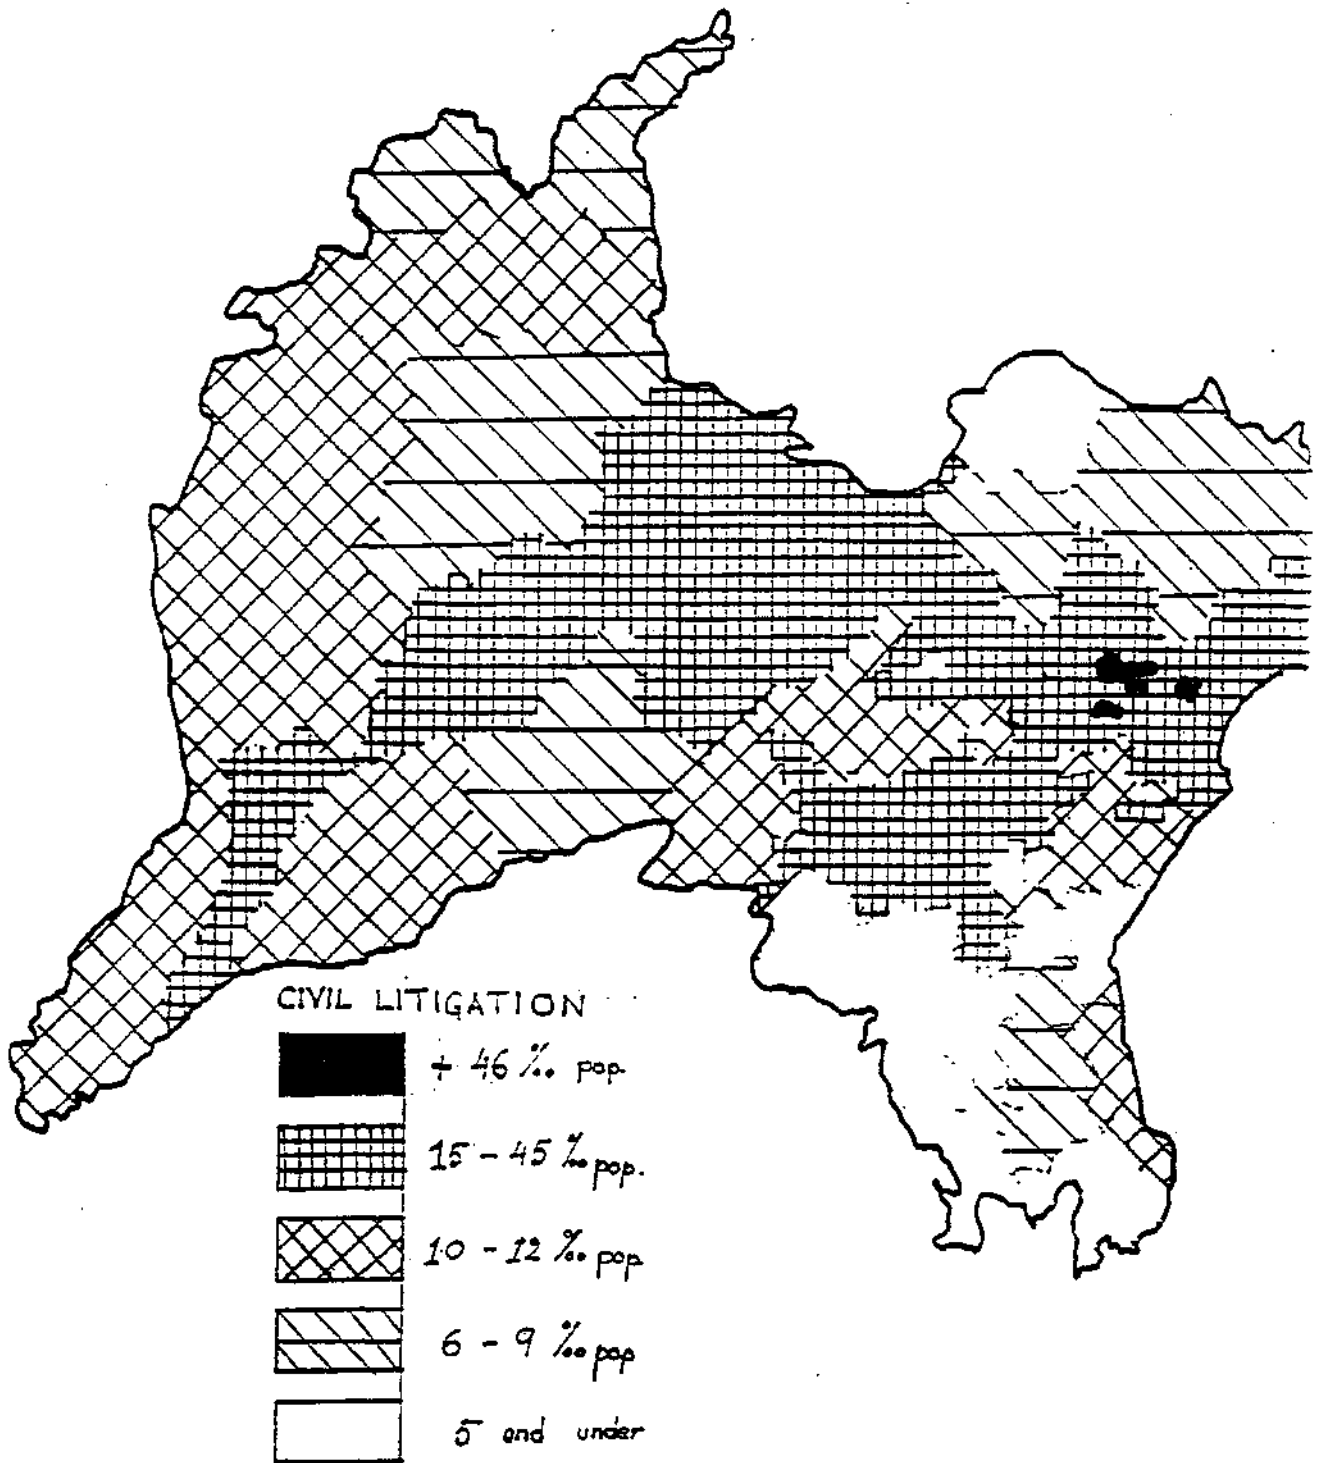 CIVIL LITIGATION
+ 46 ‰ pop.
15 - 45 ‰ pop.
10 - 12 ‰ pop
6 - 9 ‰ pop
5 and under